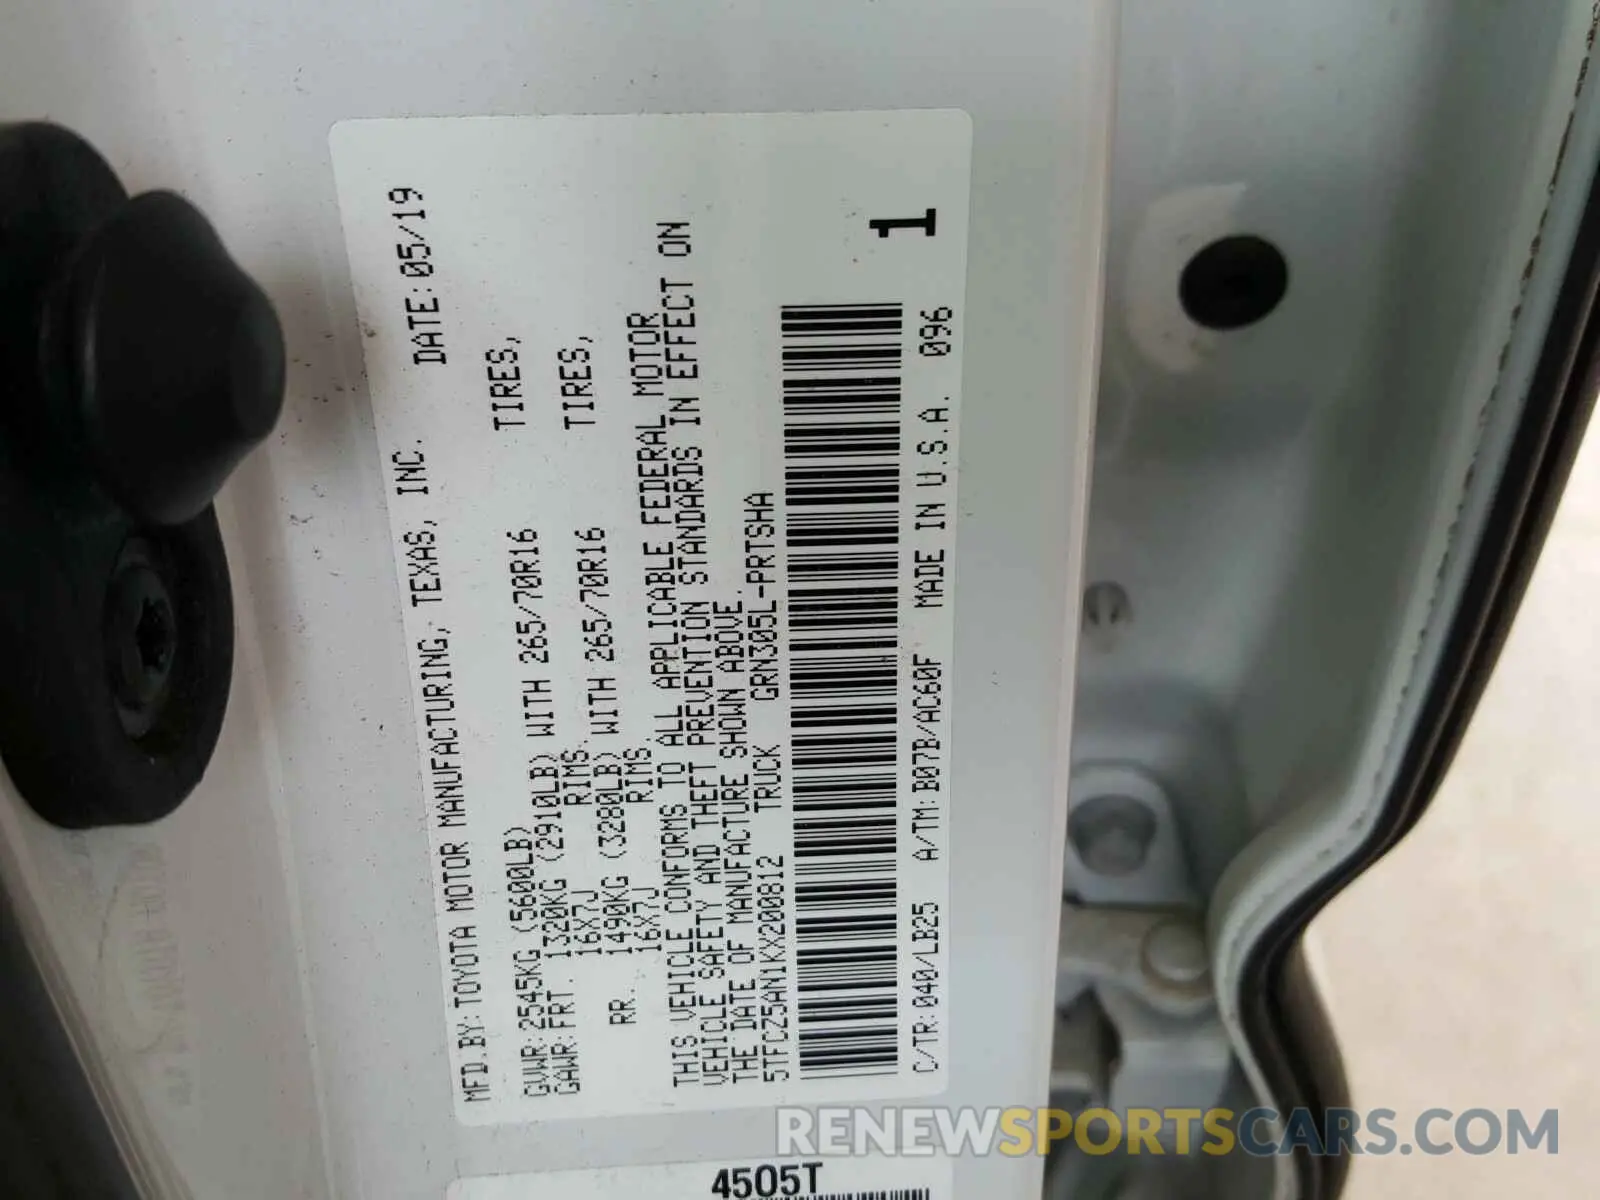 MFD.BY:TOYOTA MOTOR MANUFACTURING, TEXAS, INC. DATE:05/19
GVWR:2545KG (5600LB)
GAWR:FRT. 1320KG (2910LB) WITH 265/70R16 TIRES,
16X7J RIMS.
RR. 1490KG (3280LB) WITH 265/70R16 TIRES,
16X7J RIMS
THIS VEHICLE CONFORMS TO ALL APPLICABLE FEDERAL MOTOR
VEHICLE SAFETY AND THEFT PREVENTION STANDARDS IN EFFECT ON
THE DATE OF MANUFACTURE SHOWN ABOVE.
5TFCZ5AN1KX200812 TRUCK GRN305L-PRTSHA
1
C/TR:040/LB25 A/TM:B07B/AC60F MADE IN U.S.A. 096
4505T
RENEWSPORTSCARS.COM